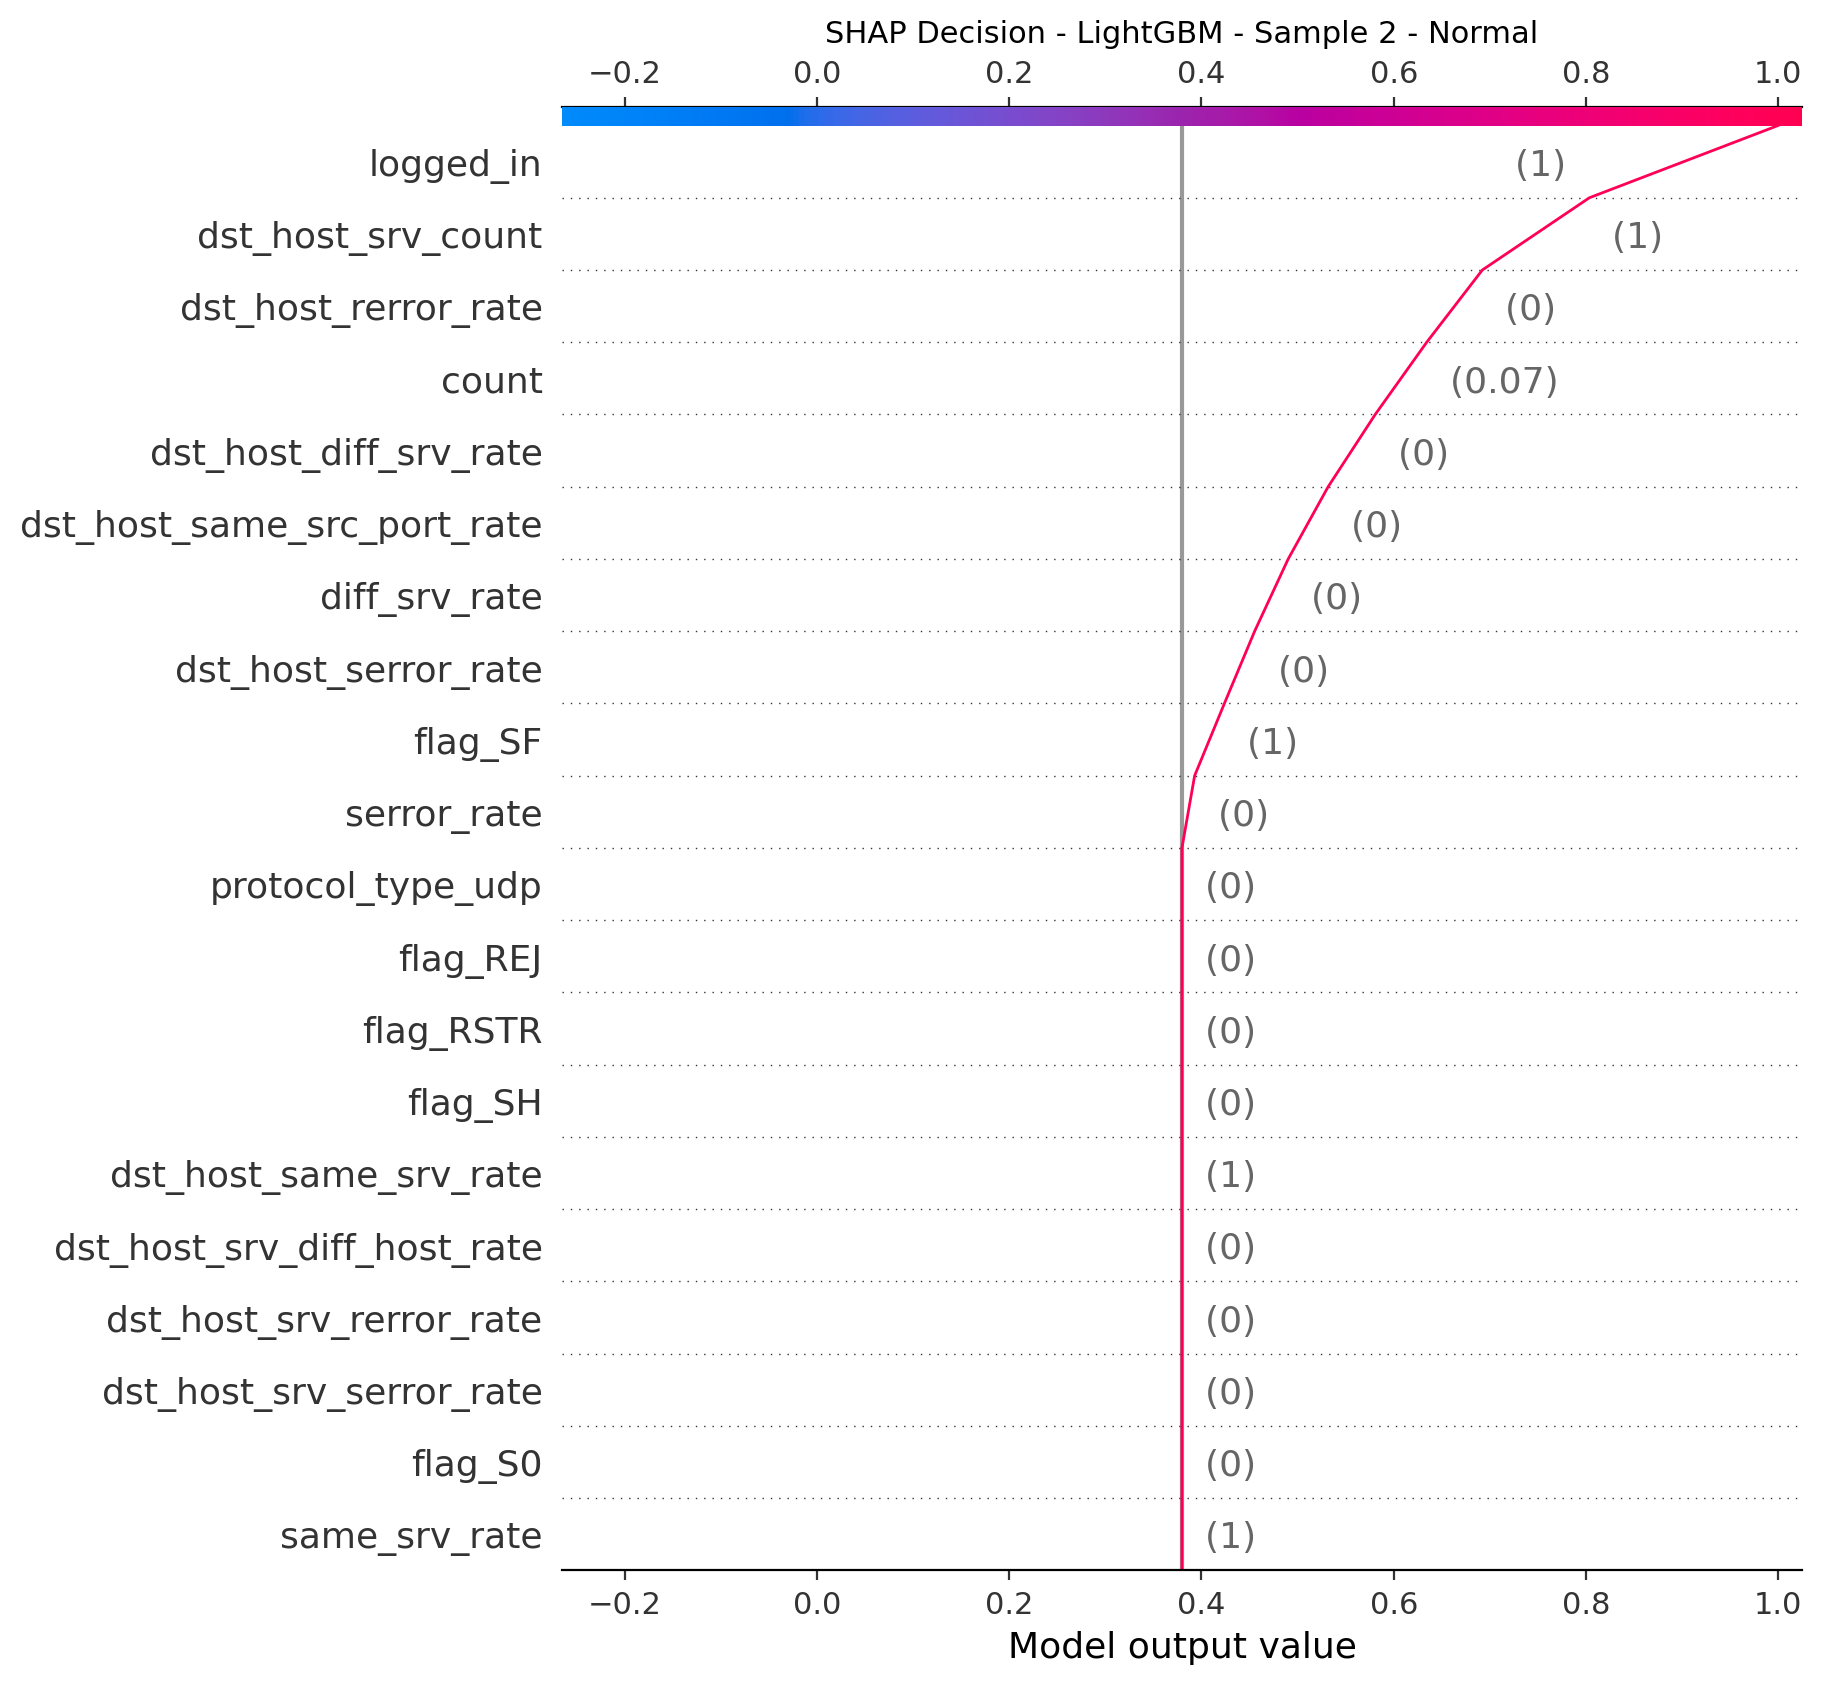 SHAP Decision - LightGBM - Sample 2 - Normal
−0.2 0.0 0.2 0.4 0.6 0.8 1.0
logged_in (1)
dst_host_srv_count (1)
dst_host_rerror_rate (0)
count (0.07)
dst_host_diff_srv_rate (0)
dst_host_same_src_port_rate (0)
diff_srv_rate (0)
dst_host_serror_rate (0)
flag_SF (1)
serror_rate (0)
protocol_type_udp (0)
flag_REJ (0)
flag_RSTR (0)
flag_SH (0)
dst_host_same_srv_rate (1)
dst_host_srv_diff_host_rate (0)
dst_host_srv_rerror_rate (0)
dst_host_srv_serror_rate (0)
flag_S0 (0)
same_srv_rate (1)
−0.2 0.0 0.2 0.4 0.6 0.8 1.0
Model output value